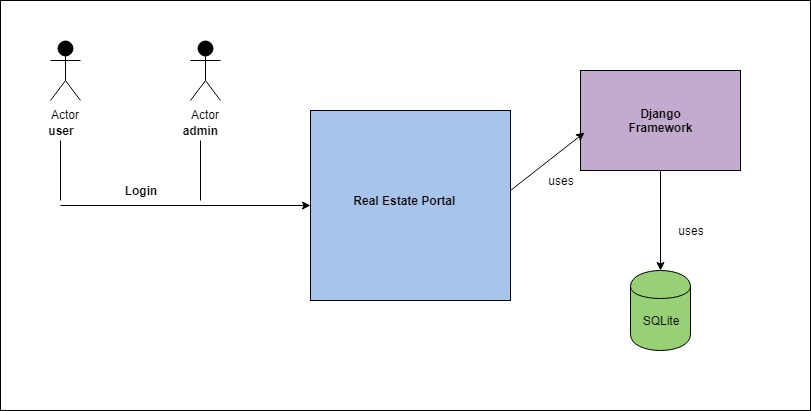 Actor
user
Actor
admin
Login
Real Estate Portal
uses
Django
Framework
uses
SQLite